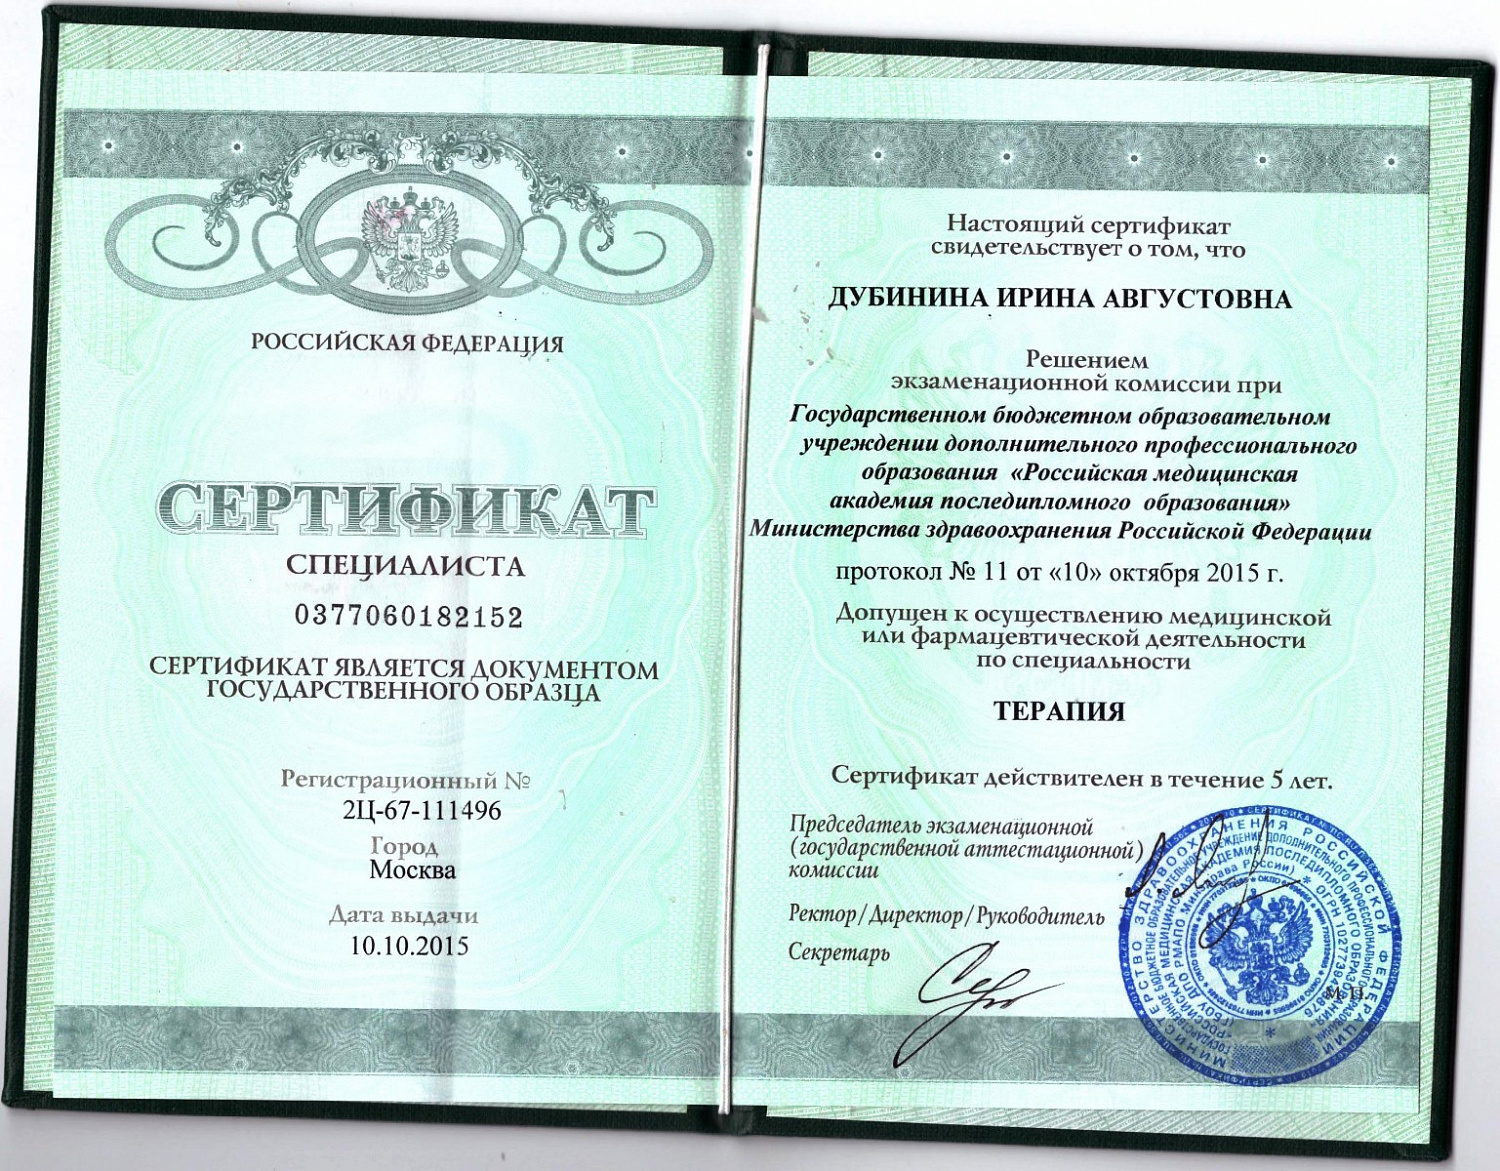 РОССИЙСКАЯ ФЕДЕРАЦИЯ
СЕРТИФИКАТ
СПЕЦИАЛИСТА
0377060182152
СЕРТИФИКАТ ЯВЛЯЕТСЯ ДОКУМЕНТОМ
ГОСУДАРСТВЕННОГО ОБРАЗЦА
Регистрационный №
2Ц-67-111496
Город
Москва
Дата выдачи
10.10.2015
Настоящий сертификат
свидетельствует о том, что
ДУБИНИНА ИРИНА АВГУСТОВНА
Решением
экзаменационной комиссии при
Государственном бюджетном образовательном
учреждении дополнительного профессионального
образования «Российская медицинская
академия последипломного образования»
Министерства здравоохранения Российской Федерации
протокол № 11 от «10» октября 2015 г.
Допущен к осуществлению медицинской
или фармацевтической деятельности
по специальности
ТЕРАПИЯ
Сертификат действителен в течение 5 лет.
Председатель экзаменационной
(государственной аттестационной)
комиссии
Ректор/Директор/Руководитель
Секретарь
М.П.
МИНИСТЕРСТВО ЗДРАВООХРАНЕНИЯ РОССИЙСКОЙ ФЕДЕРАЦИИ